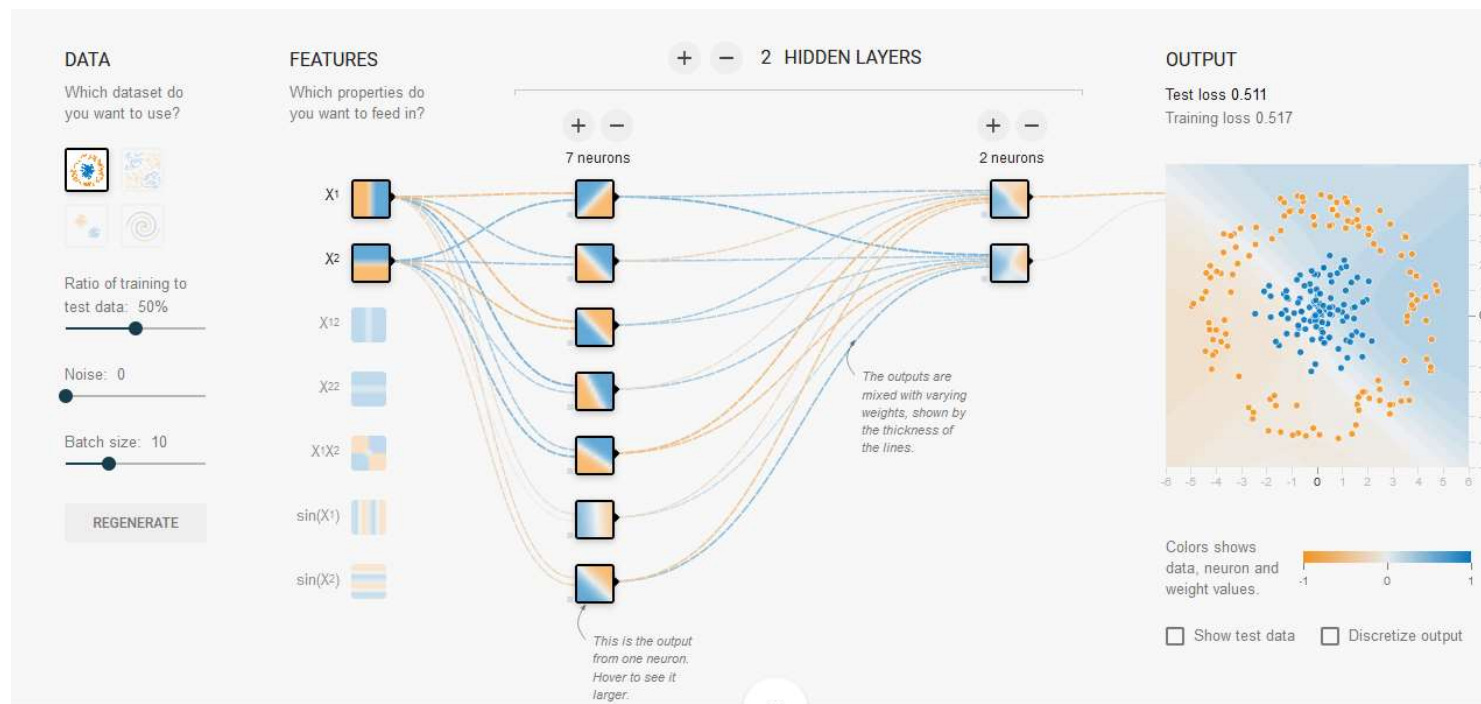 DATA
Which dataset do
you want to use?
Ratio of training to
test data: 50%
Noise: 0
Batch size: 10
REGENERATE
FEATURES
Which properties do
you want to feed in?
X1
X2
X12
X22
X1X2
sin(X1)
sin(X2)
+ − 2 HIDDEN LAYERS
+ −
7 neurons
+ −
2 neurons
The outputs are
mixed with varying
weights, shown by
the thickness of
the lines.
This is the output
from one neuron.
Hover to see it
larger.
OUTPUT
Test loss 0.511
Training loss 0.517
-6 -5 -4 -3 -2 -1 0 1 2 3 4 5 6
Colors shows
data, neuron and
weight values.
-1 0 1
Show test data
Discretize output